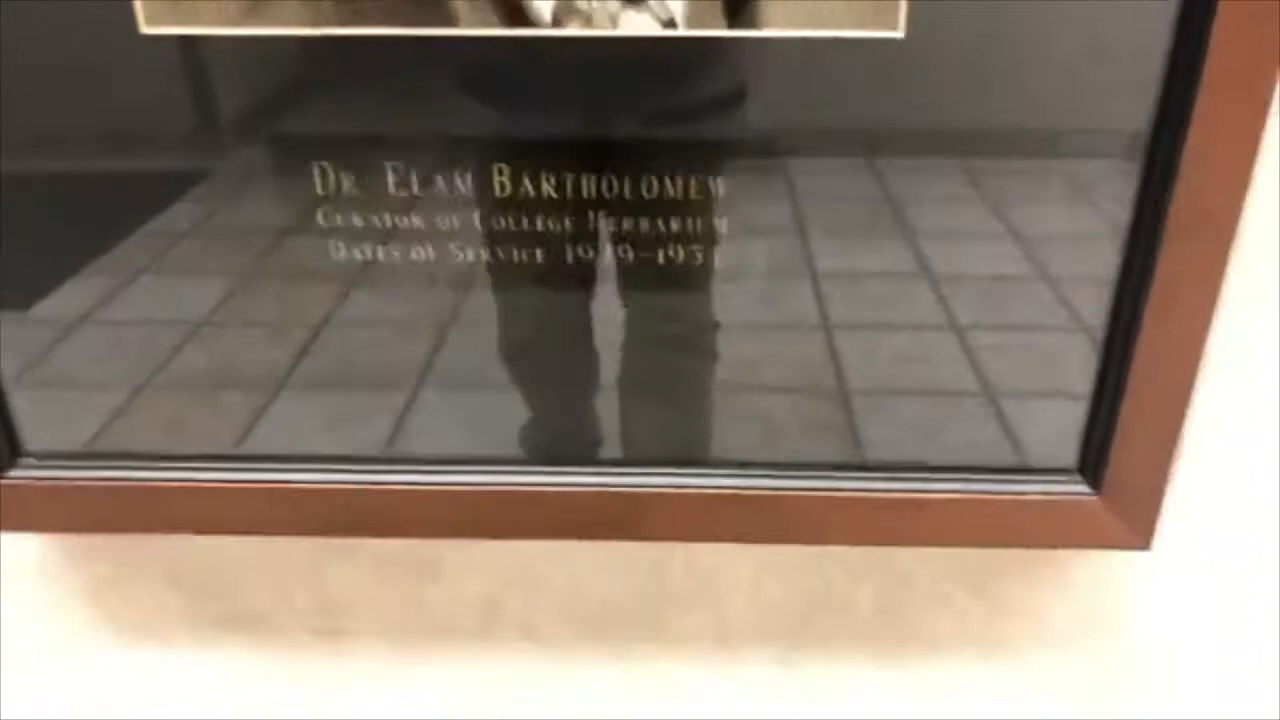 Dr. Elam Bartholomew
Curator of College Herbarium
Dates of Service